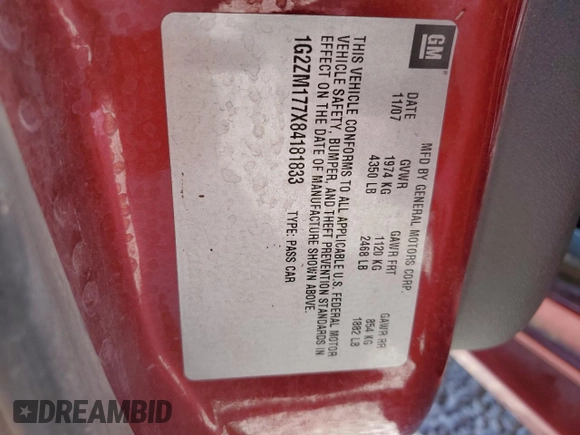 GM
®
MFD BY GENERAL MOTORS CORP.
DATE GVWR GAWR FRT GAWR RR
11/07 1974 KG 1120 KG 854 KG
4350 LB 2468 LB 1882 LB
THIS VEHICLE CONFORMS TO ALL APPLICABLE U.S. FEDERAL MOTOR
VEHICLE SAFETY, BUMPER, AND THEFT PREVENTION STANDARDS IN
EFFECT ON THE DATE OF MANUFACTURE SHOWN ABOVE.
1G2ZM177X84181833 TYPE: PASS CAR
DREAMBID